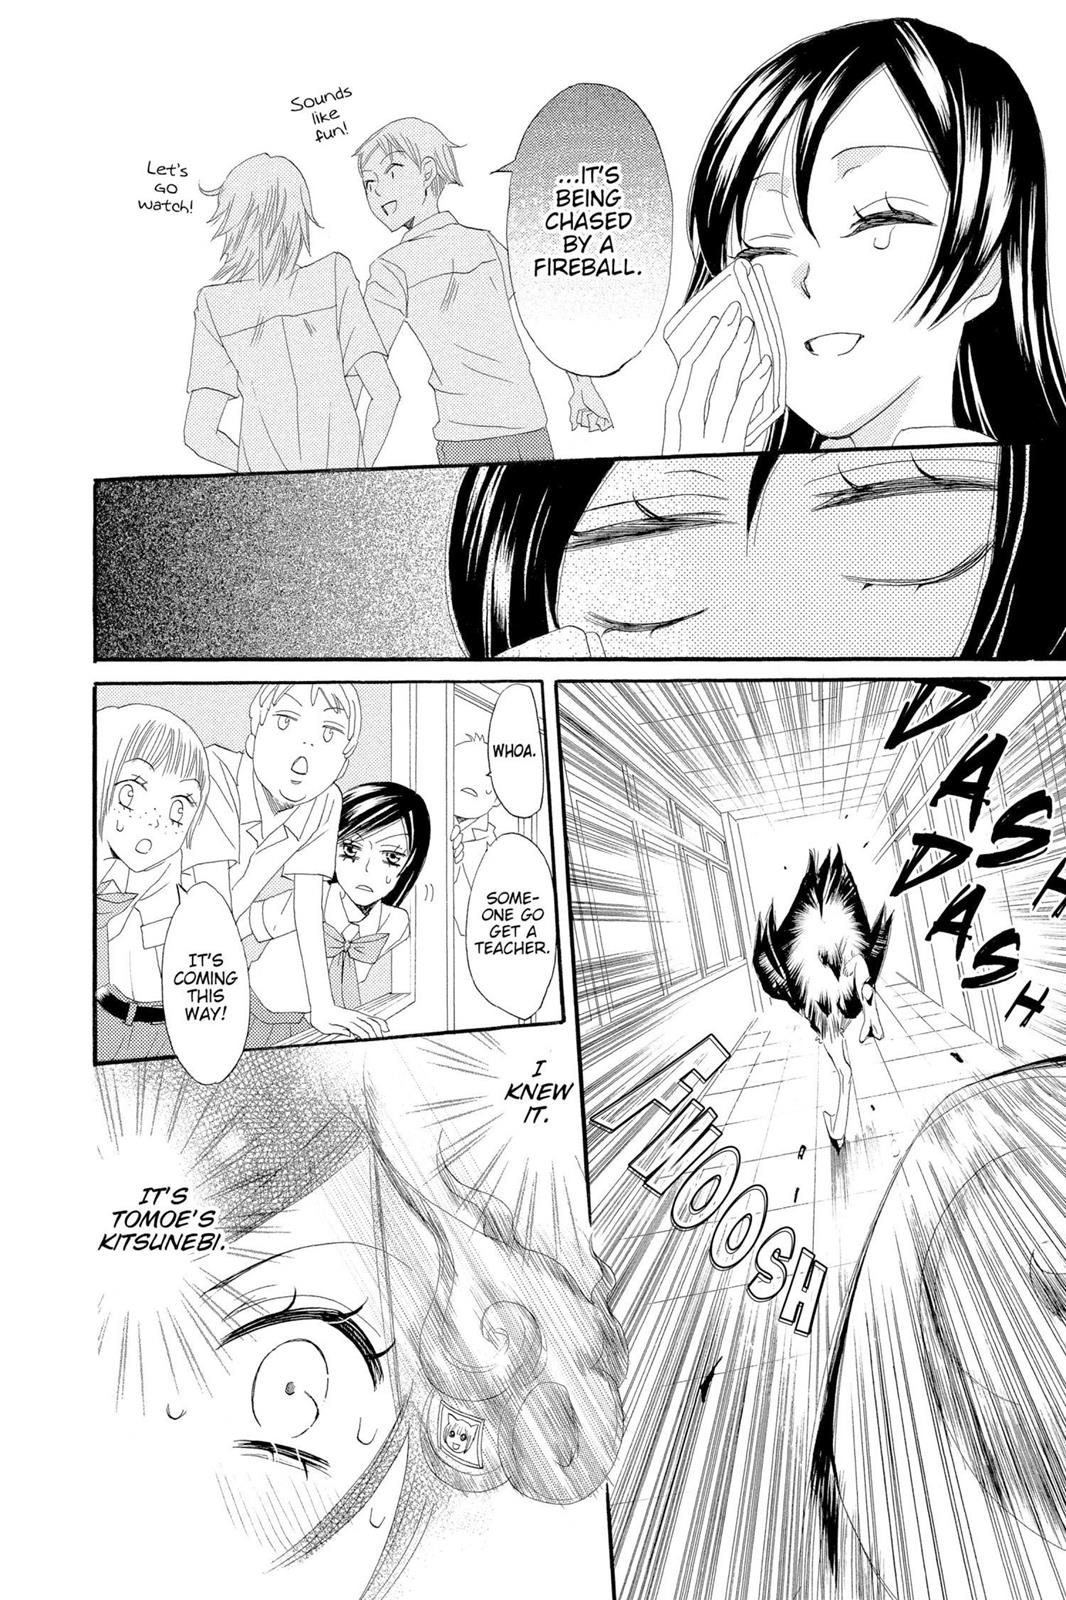 ...IT'S
BEING
CHASED
BY A
FIREBALL.
Sounds
like
fun!
Let's
GO
watch!
DASH
DASH
FWOOSH
WHOA.
SOME-
ONE GO
GET A
TEACHER.
IT'S
COMING
THIS
WAY!
I
KNEW
IT.
IT'S
TOMOE'S
KITSUNEBI.